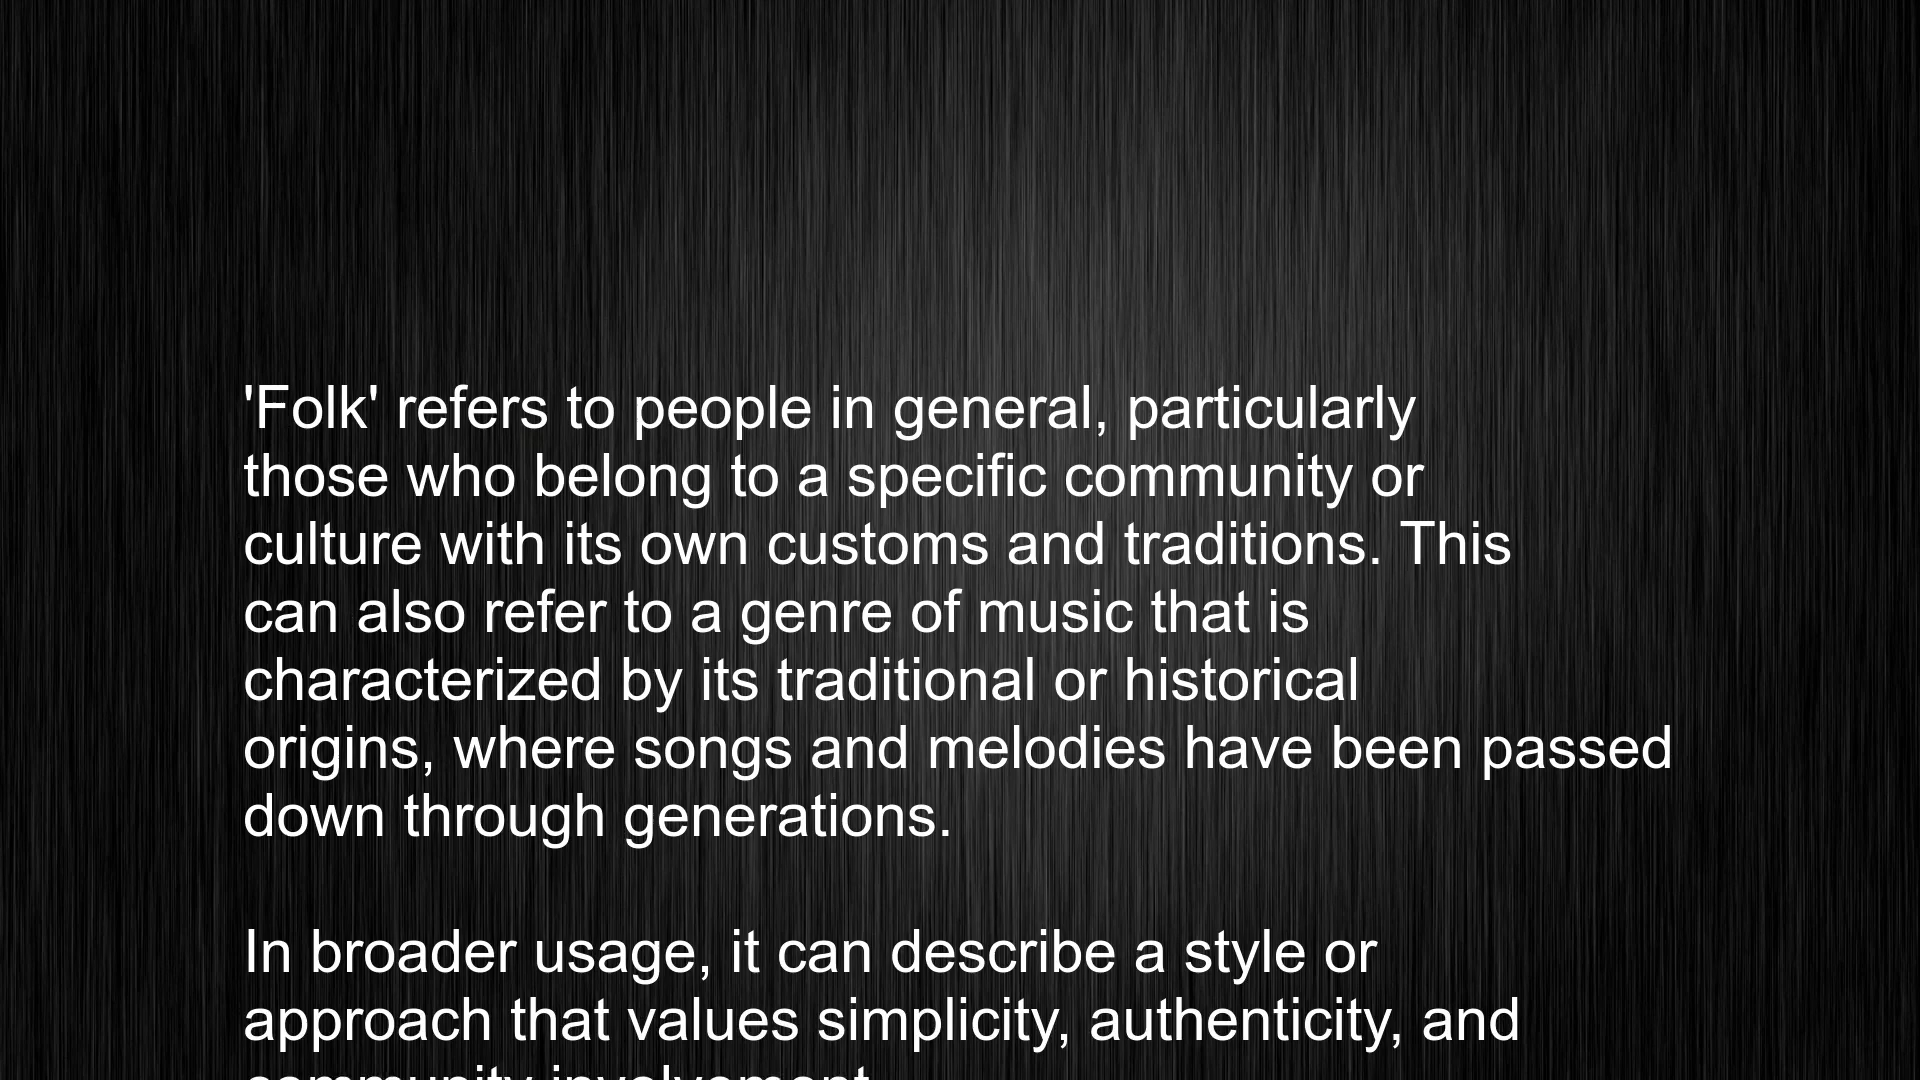 'Folk' refers to people in general, particularly
those who belong to a specific community or
culture with its own customs and traditions. This
can also refer to a genre of music that is
characterized by its traditional or historical
origins, where songs and melodies have been passed
down through generations.
In broader usage, it can describe a style or
approach that values simplicity, authenticity, and
community involvement